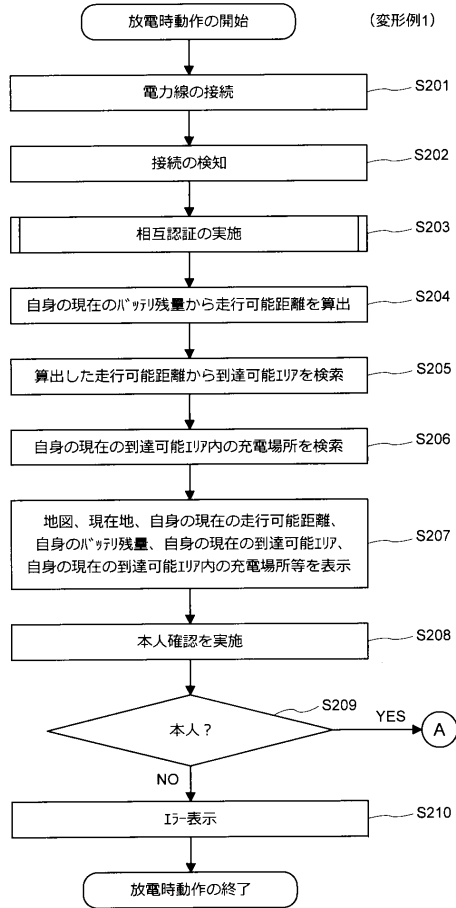 放電時動作の開始
(変形例1)
電力線の接続
S201
接続の検知
S202
相互認証の実施
S203
自身の現在のバッテリ残量から走行可能距離を算出
S204
算出した走行可能距離から到達可能エリアを検索
S205
自身の現在の到達可能エリア内の充電場所を検索
S206
地図、現在地、自身の現在の走行可能距離、
自身のバッテリ残量、自身の現在の到達可能エリア、
自身の現在の到達可能エリア内の充電場所等を表示
S207
本人確認を実施
S208
S209
本人？
YES
A
NO
エラー表示
S210
放電時動作の終了